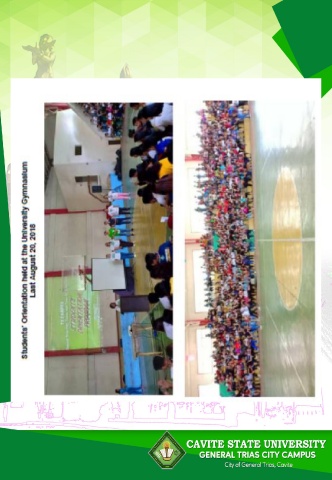 Students' Orientation held at the University Gymnasium
Last August 20, 2018
CAVITE STATE UNIVERSITY
GENERAL TRIAS CITY CAMPUS
City of General Trias, Cavite